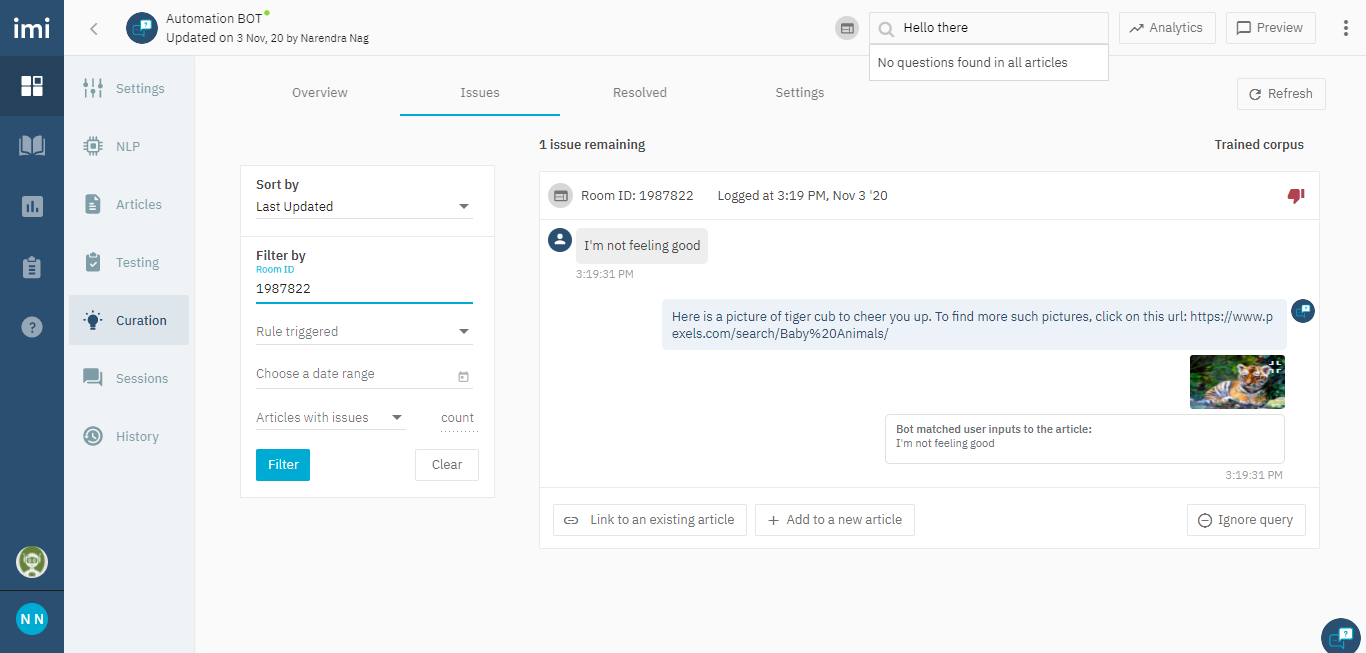 imi
Automation BOT
Updated on 3 Nov, 20 by Narendra Nag
Hello there
Analytics
Preview
No questions found in all articles
Settings
NLP
Articles
Testing
Curation
Sessions
History
Overview
Issues
Resolved
Settings
Refresh
1 issue remaining
Trained corpus
Sort by
Last Updated
Filter by
Room ID
1987822
Rule triggered
Choose a date range
Articles with issues
count
Filter
Clear
Room ID: 1987822
Logged at 3:19 PM, Nov 3 '20
I'm not feeling good
3:19:31 PM
Here is a picture of tiger cub to cheer you up. To find more such pictures, click on this url: https://www.p
exels.com/search/Baby%20Animals/
Bot matched user inputs to the article:
I'm not feeling good
3:19:31 PM
Link to an existing article
+ Add to a new article
Ignore query
?
N N